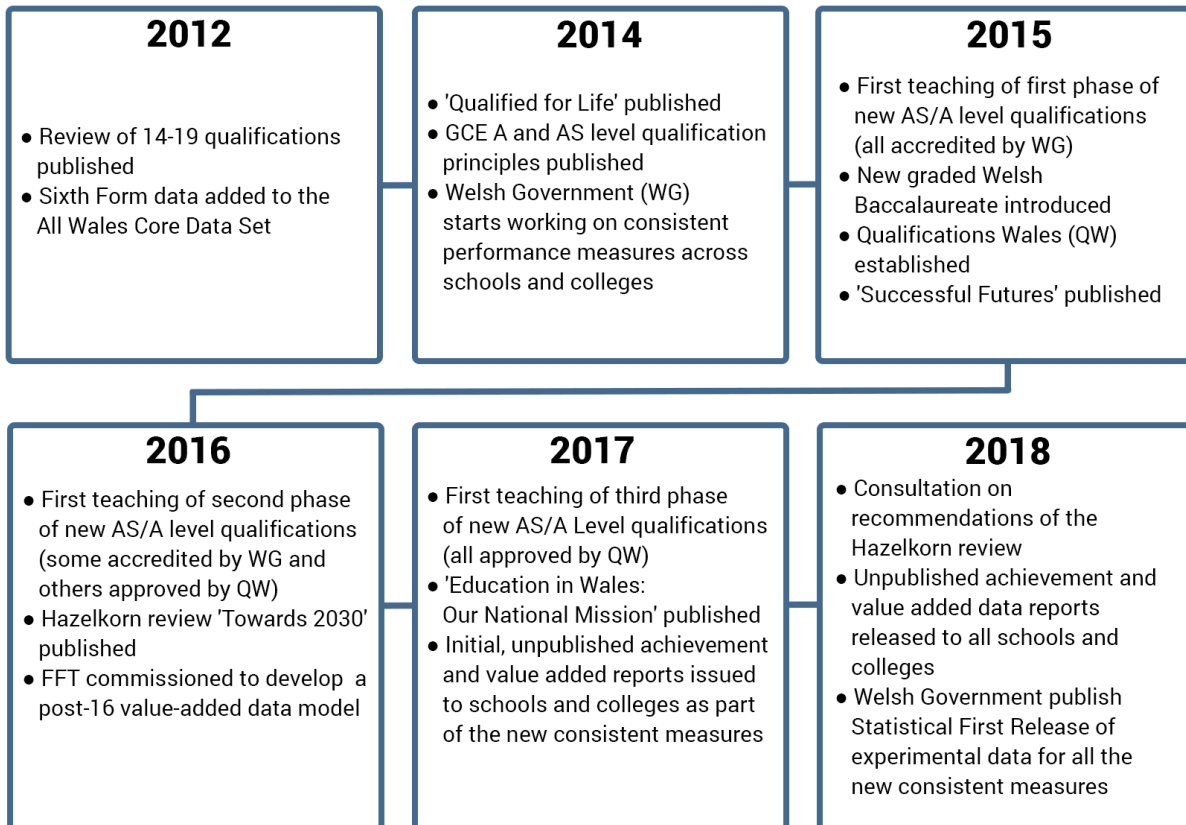 2012
● Review of 14-19 qualifications
published
● Sixth Form data added to the
All Wales Core Data Set
2014
● 'Qualified for Life' published
● GCE A and AS level qualification
principles published
● Welsh Government (WG)
starts working on consistent
performance measures across
schools and colleges
2015
● First teaching of first phase of
new AS/A level qualifications
(all accredited by WG)
● New graded Welsh
Baccalaureate introduced
● Qualifications Wales (QW)
established
● 'Successful Futures' published
2016
● First teaching of second phase
of new AS/A level qualifications
(some accredited by WG and
others approved by QW)
● Hazelkorn review 'Towards 2030'
published
● FFT commissioned to develop a
post-16 value-added data model
2017
● First teaching of third phase
of new AS/A Level qualifications
(all approved by QW)
● 'Education in Wales:
Our National Mission' published
● Initial, unpublished achievement
and value added reports issued
to schools and colleges as part
of the new consistent measures
2018
● Consultation on
recommendations of the
Hazelkorn review
● Unpublished achievement and
value added data reports
released to all schools and
colleges
● Welsh Government publish
Statistical First Release of
experimental data for all the
new consistent measures